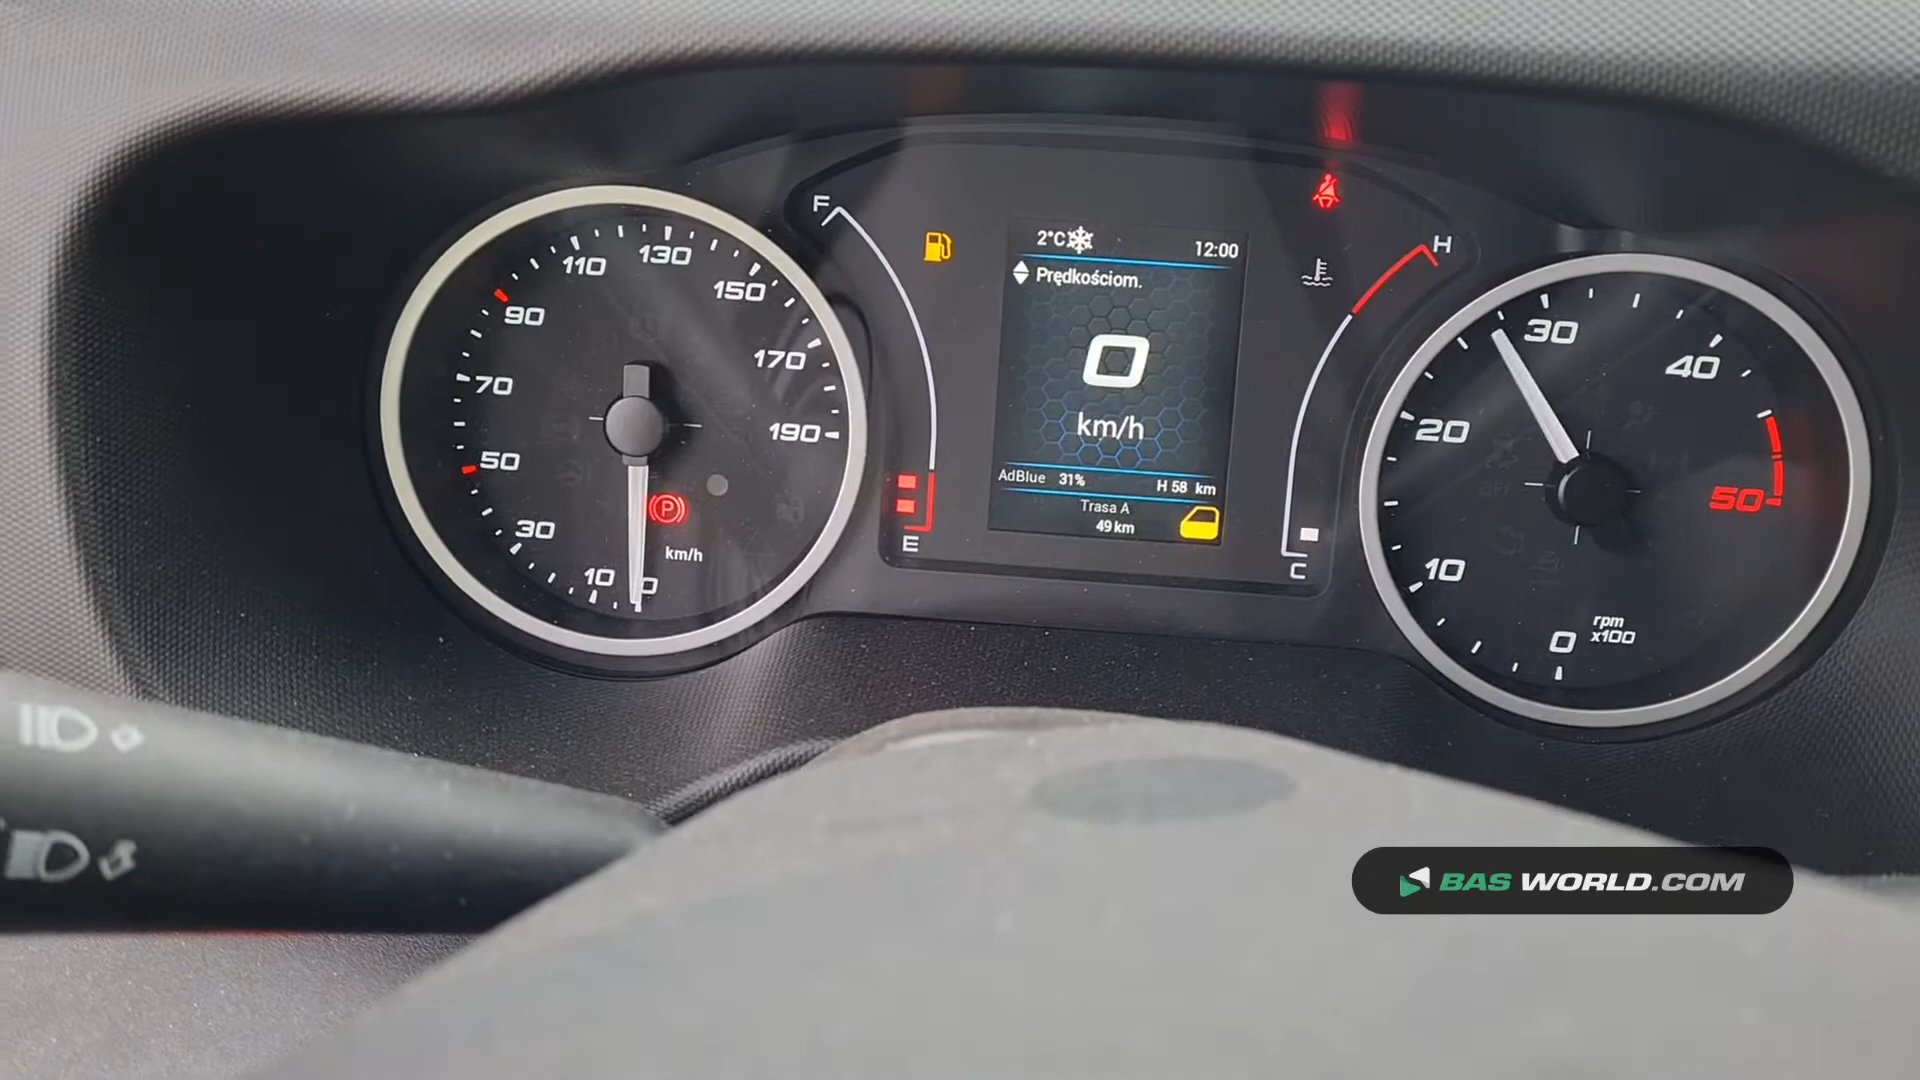 F
2°C
12:00
H
Prędkościom.
0
km/h
AdBlue 31%
H 58 km
Trasa A
49 km
E
C
130
110
150
90
170
70
190
50
30
10
0
km/h
P
30
40
20
50
10
0
rpm
x100
OFF
BAS WORLD.COM